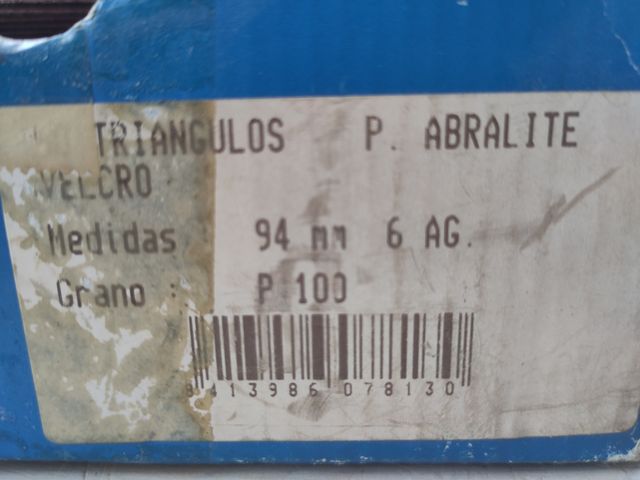 TRIANGULOS P. ABRALITE
VELCRO
Medidas 94 mm 6 AG.
Grano : P 100
8413986 078130